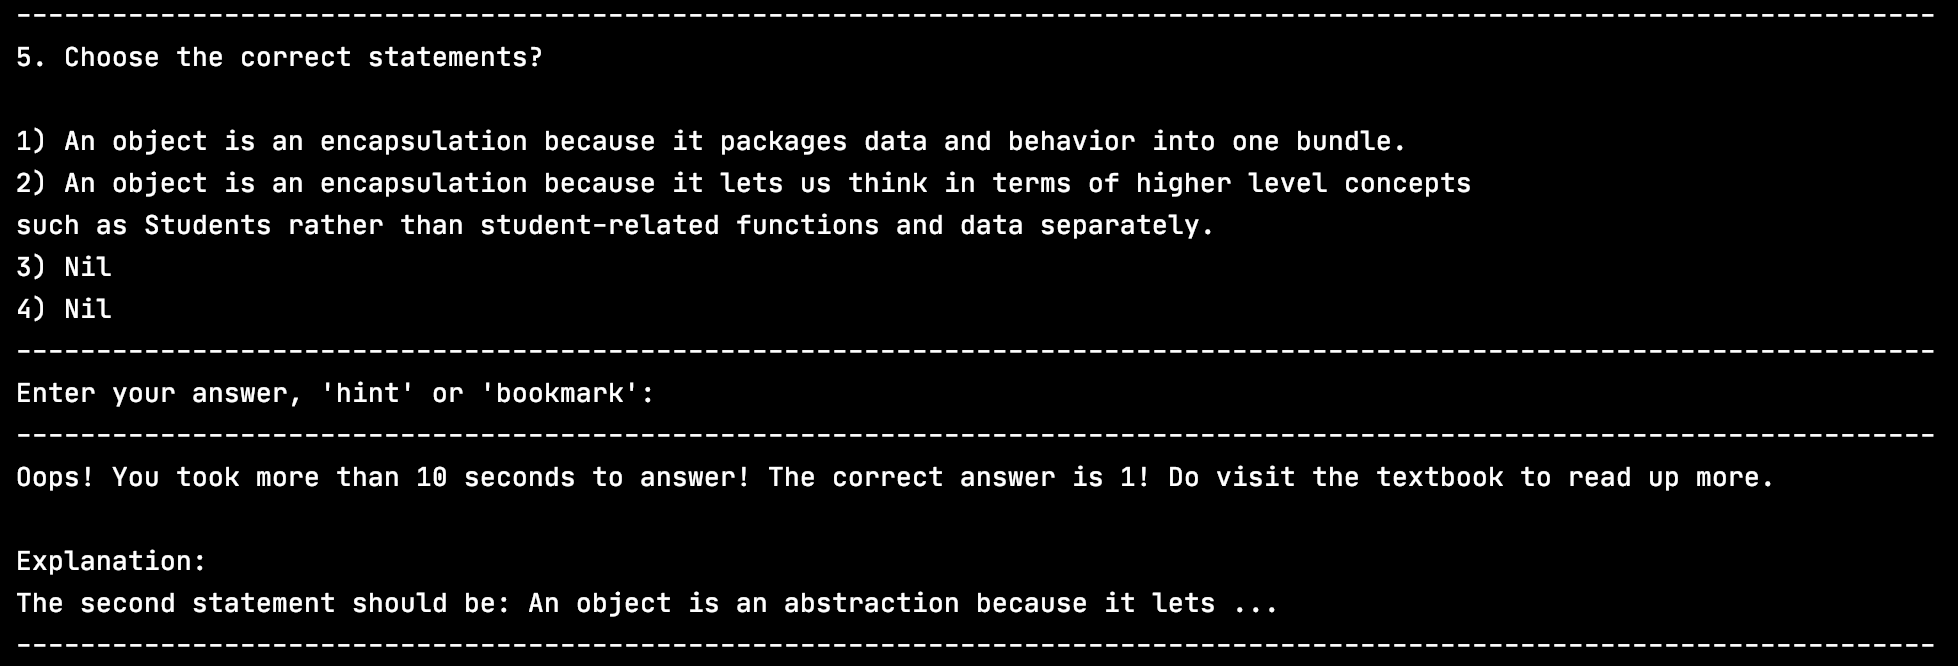 ------------------------------------------------------------------------------------------------------------------------
5. Choose the correct statements?
1) An object is an encapsulation because it packages data and behavior into one bundle.
2) An object is an encapsulation because it lets us think in terms of higher level concepts
such as Students rather than student-related functions and data separately.
3) Nil
4) Nil
------------------------------------------------------------------------------------------------------------------------
Enter your answer, 'hint' or 'bookmark':
------------------------------------------------------------------------------------------------------------------------
Oops! You took more than 10 seconds to answer! The correct answer is 1! Do visit the textbook to read up more.
Explanation:
The second statement should be: An object is an abstraction because it lets ...
------------------------------------------------------------------------------------------------------------------------